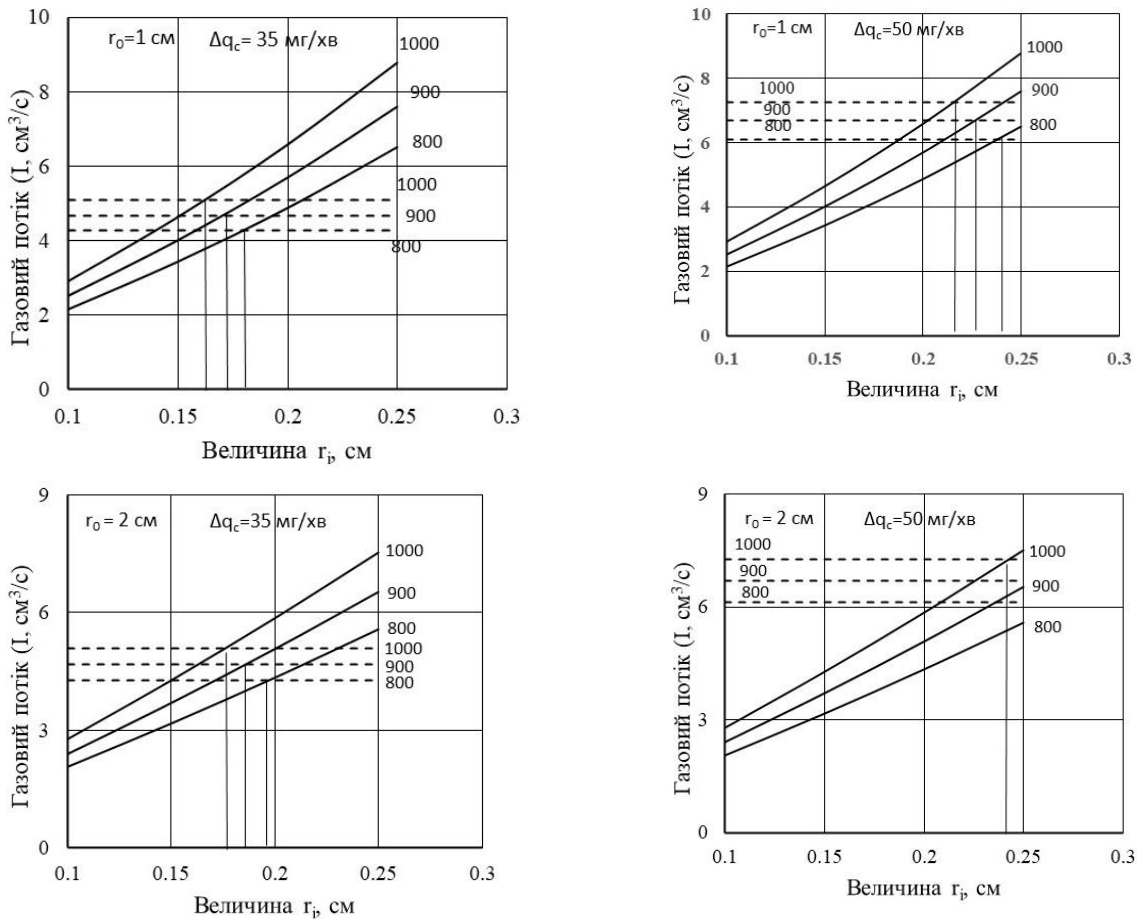 r₀=1 см Δq꜀= 35 мг/хв
Газовий потік (I, см³/с)
10
8
6
4
2
0
1000
900
800
1000
900
800
0.1 0.15 0.2 0.25 0.3
Величина rᵢ, см
r₀=1 см Δq꜀=50 мг/хв
Газовий потік (I, см³/с)
10
8
6
4
2
0
1000
900
800
1000
900
800
0.1 0.15 0.2 0.25 0.3
Величина rᵢ, см
r₀ = 2 см Δq꜀=35 мг/хв
Газовий потік (I, см³/с)
9
6
3
0
1000
900
800
1000
900
800
0.1 0.15 0.2 0.25 0.3
Величина rᵢ, см
r₀ = 2 см Δq꜀=50 мг/хв
Газовий потік (I, см³/с)
9
6
3
0
1000
900
800
1000
900
800
0.1 0.15 0.2 0.25 0.3
Величина rᵢ, см